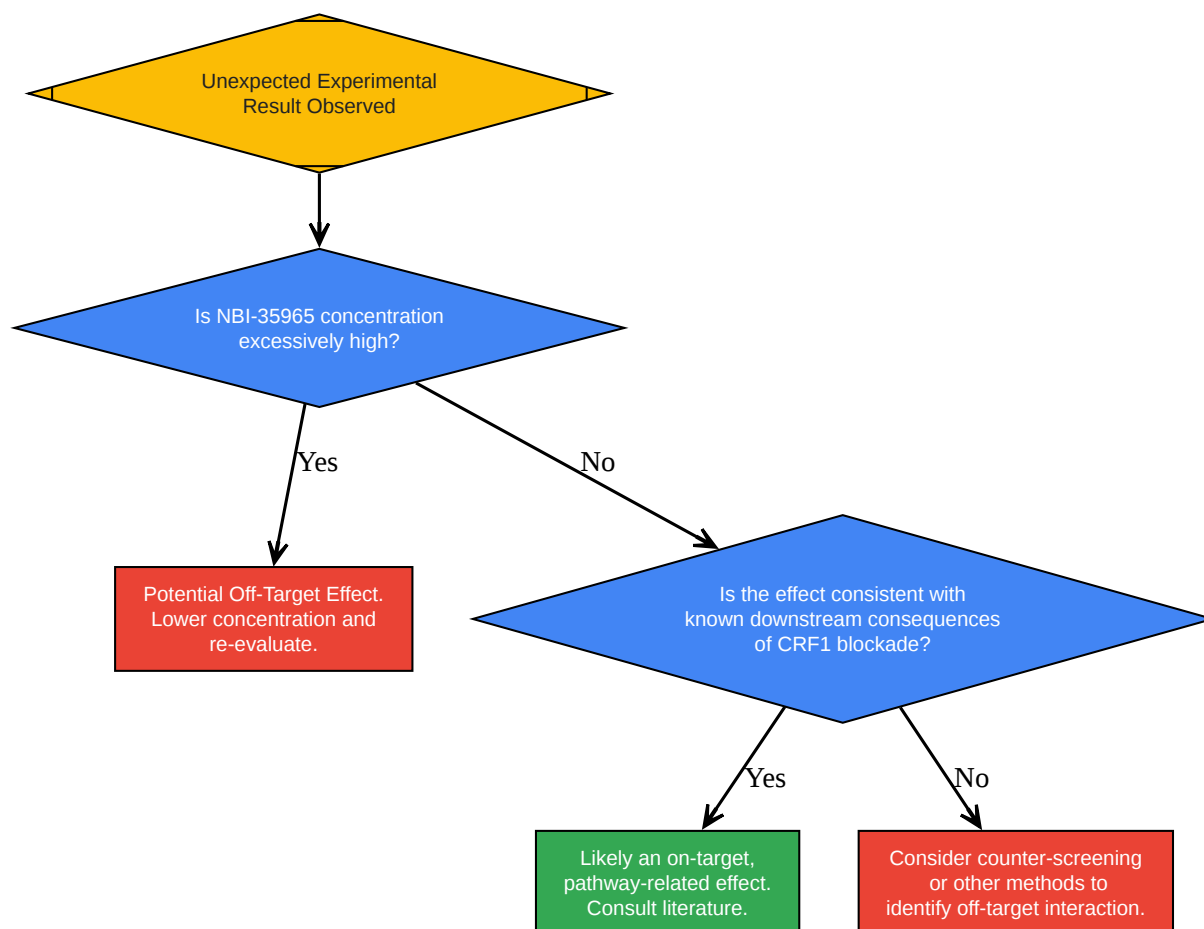 Unexpected Experimental
Result Observed
Is NBI-35965 concentration
excessively high?
Yes
No
Potential Off-Target Effect.
Lower concentration and
re-evaluate.
Is the effect consistent with
known downstream consequences
of CRF1 blockade?
Yes
No
Likely an on-target,
pathway-related effect.
Consult literature.
Consider counter-screening
or other methods to
identify off-target interaction.